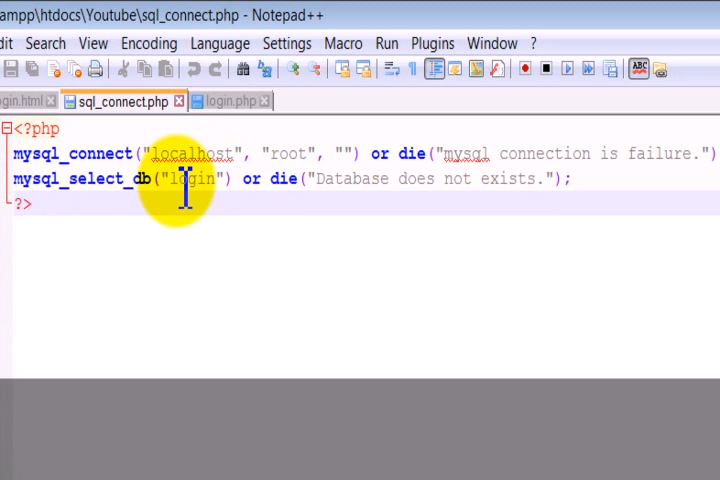 ampp\htdocs\Youtube\sql_connect.php - Notepad++
dit Search View Encoding Language Settings Macro Run Plugins Window ?
ABC
gin.html sql_connect.php login.php
<?php
mysql_connect("localhost", "root", "") or die("mysql connection is failure.")
mysql_select_db("login") or die("Database does not exists.");
?>